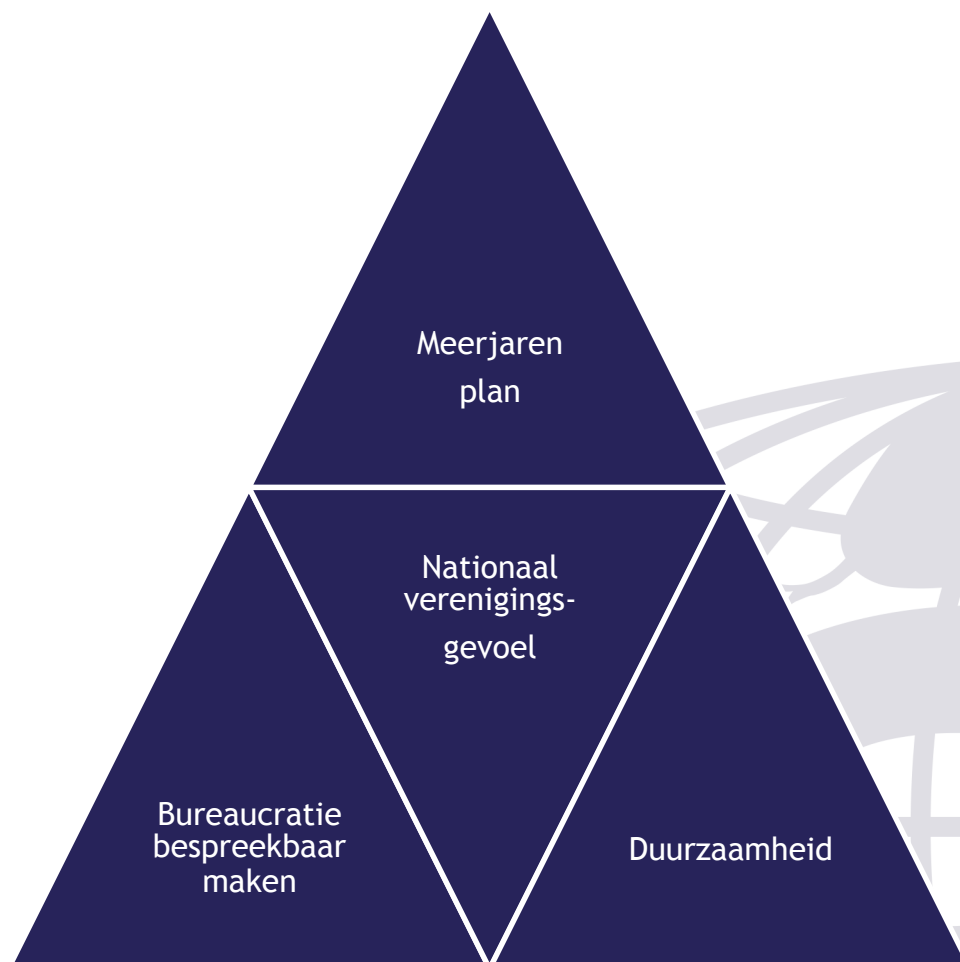 Meerjaren
plan
Nationaal
verenigings-
gevoel
Bureaucratie
bespreekbaar
maken
Duurzaamheid